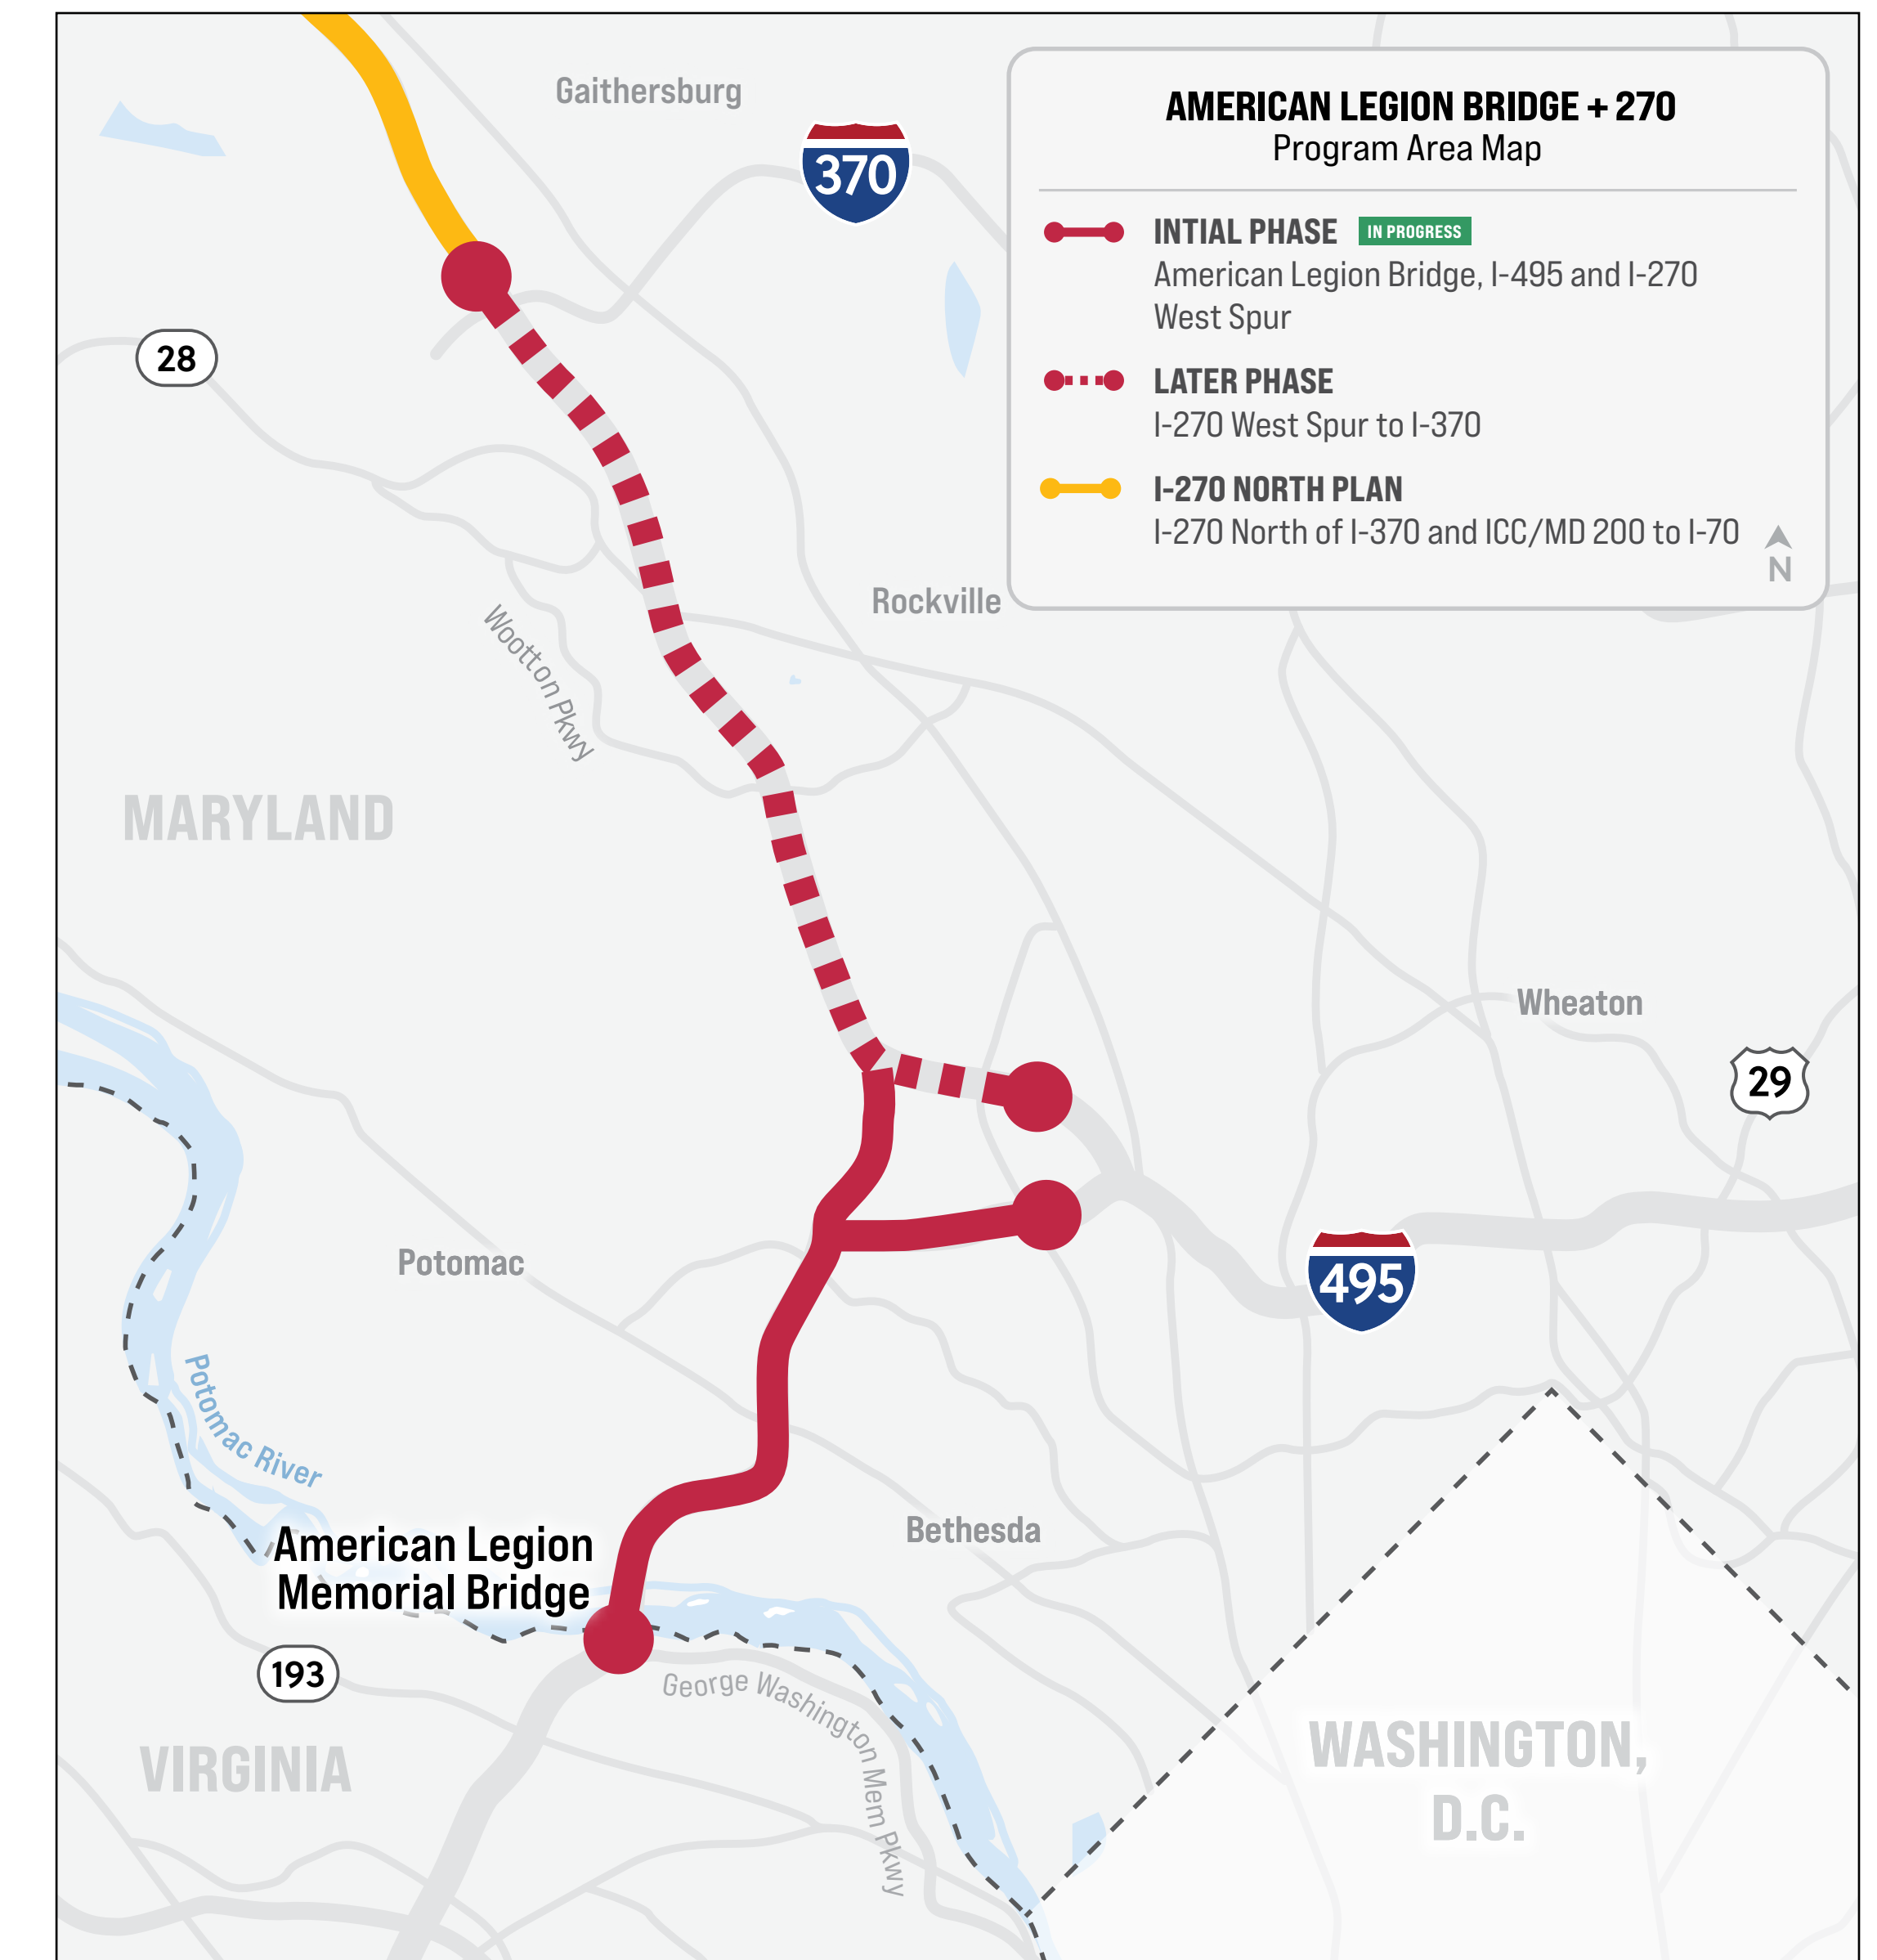 Gaithersburg
370
AMERICAN LEGION BRIDGE + 270
Program Area Map
INTIAL PHASE IN PROGRESS
American Legion Bridge, I-495 and I-270
West Spur
LATER PHASE
I-270 West Spur to I-370
I-270 NORTH PLAN
I-270 North of I-370 and ICC/MD 200 to I-70
N
28
Rockville
Wootton Pkwy
MARYLAND
Wheaton
29
Potomac
495
Potomac River
American Legion
Memorial Bridge
Bethesda
193
George Washington Mem Pkwy
VIRGINIA
WASHINGTON,
D.C.